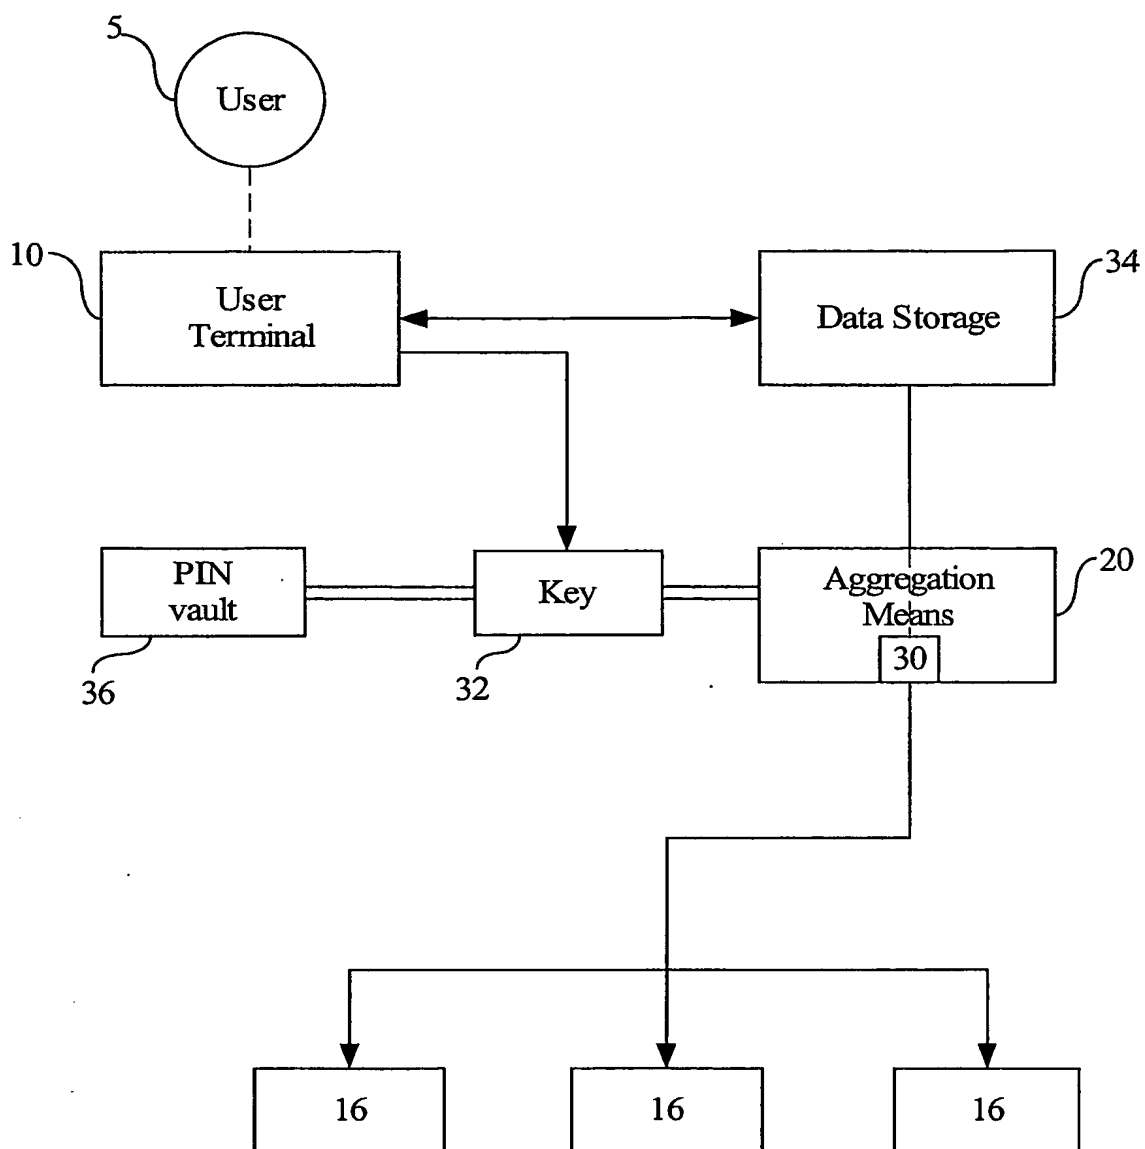 5
User
10
User
Terminal
34
Data Storage
PIN
vault
Key
Aggregation
Means
20
30
36
32
16
16
16